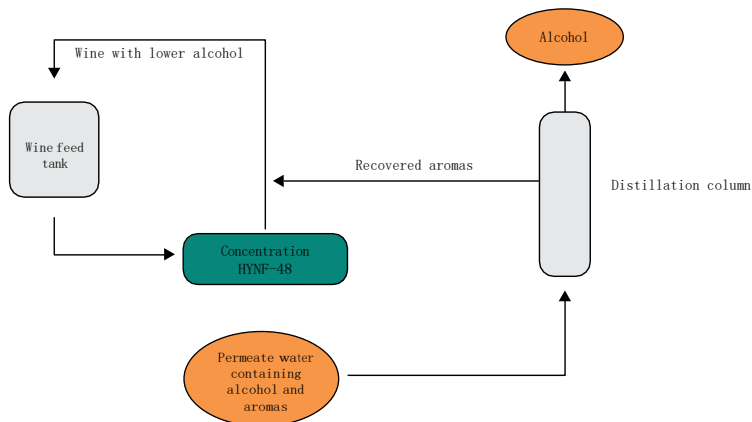 Alcohol
Wine with lower alcohol
Wine feed
tank
Recovered aromas
Distillation column
Concentration
HYNF-48
Permeate water
containing
alcohol and
aromas